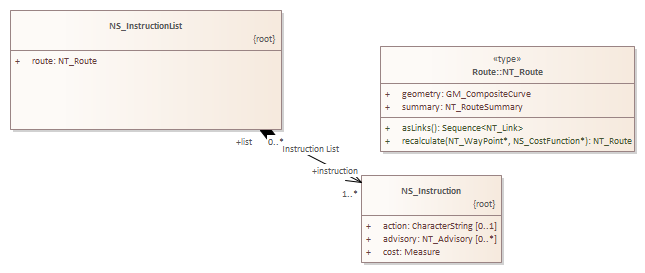 NS_InstructionList
{root}
+ route: NT_Route
«type»
Route::NT_Route
+ geometry: GM_CompositeCurve
+ summary: NT_RouteSummary
+ asLinks(): Sequence<NT_Link>
+ recalculate(NT_WayPoint*, NS_CostFunction*): NT_Route
+list 0..*
Instruction List
+instruction
1..*
NS_Instruction
{root}
+ action: CharacterString [0..1]
+ advisory: NT_Advisory [0..*]
+ cost: Measure